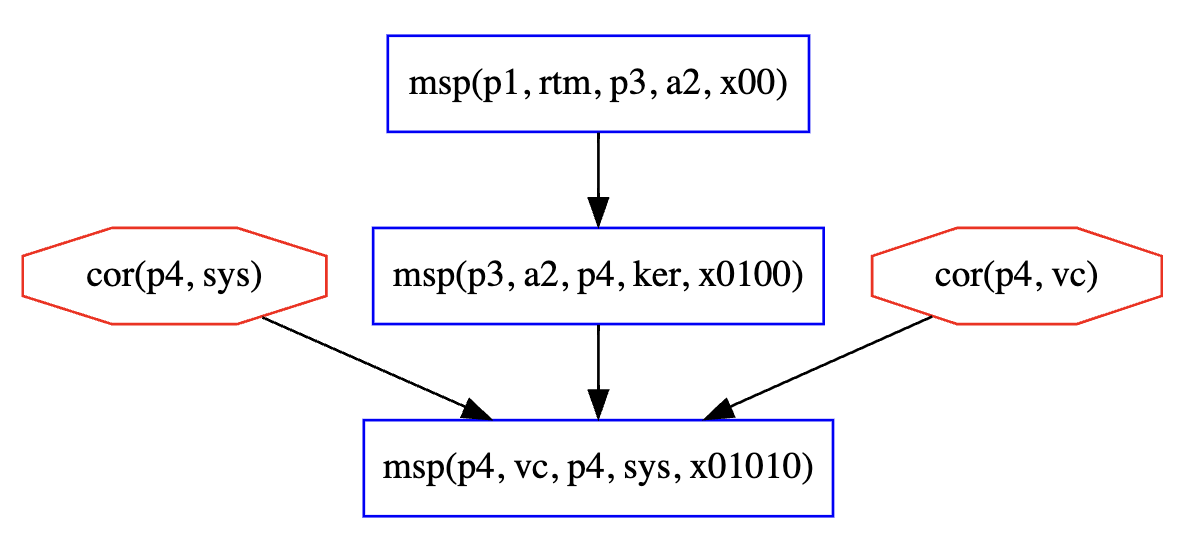 msp(p1, rtm, p3, a2, x00)
cor(p4, sys)
msp(p3, a2, p4, ker, x0100)
cor(p4, vc)
msp(p4, vc, p4, sys, x01010)